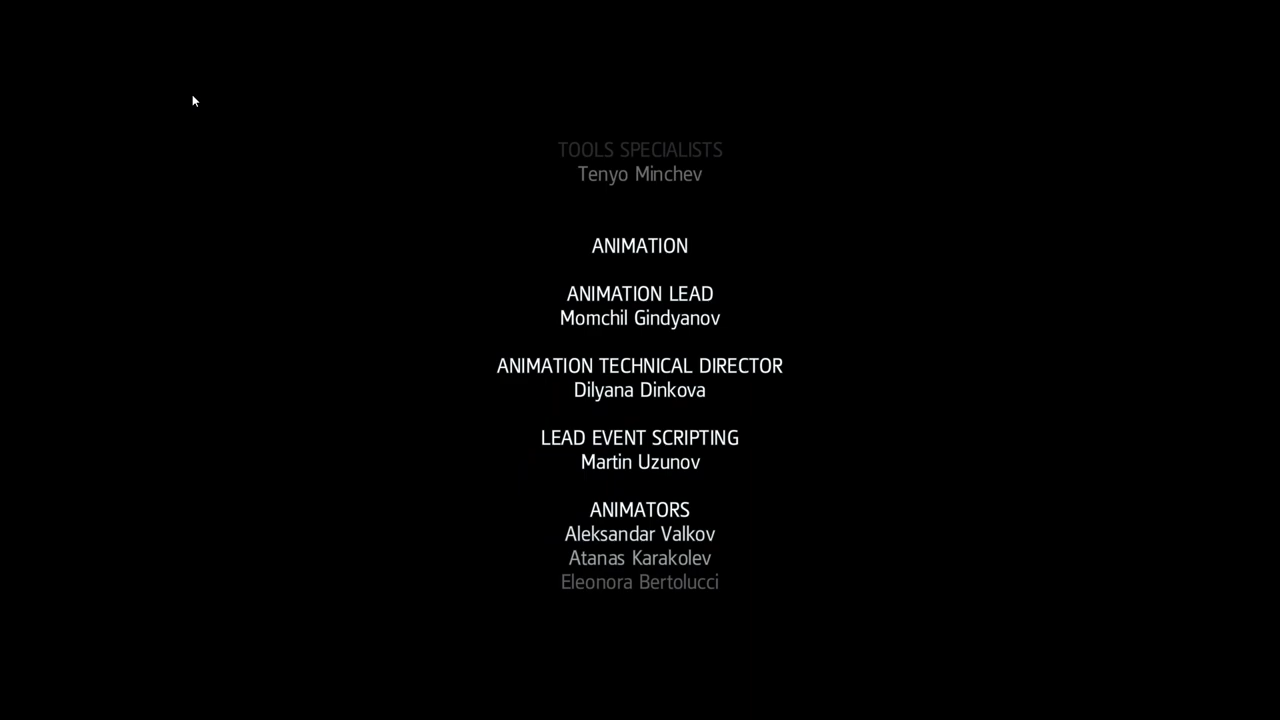 TOOLS SPECIALISTS
Tenyo Minchev
ANIMATION
ANIMATION LEAD
Momchil Gindyanov
ANIMATION TECHNICAL DIRECTOR
Dilyana Dinkova
LEAD EVENT SCRIPTING
Martin Uzunov
ANIMATORS
Aleksandar Valkov
Atanas Karakolev
Eleonora Bertolucci